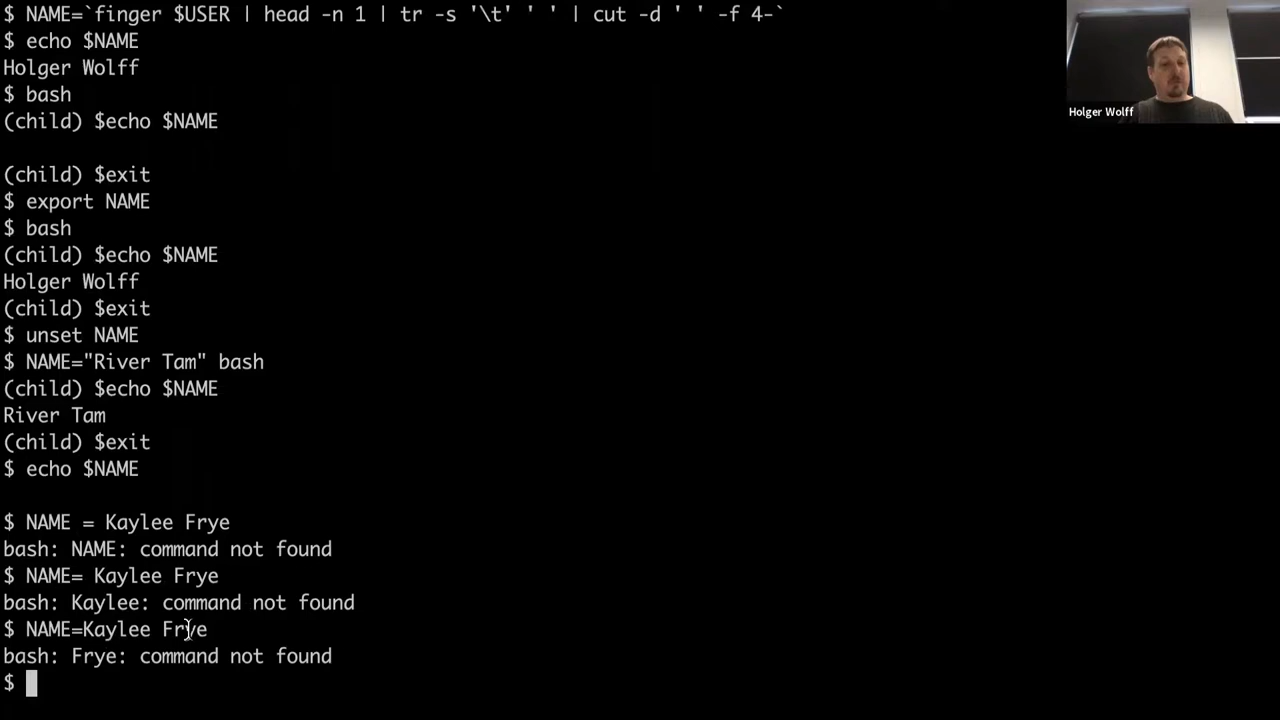 $ NAME=`finger $USER | head -n 1 | tr -s '\t' ' ' | cut -d ' ' -f 4-`
$ echo $NAME
Holger Wolff
$ bash
(child) $echo $NAME
(child) $exit
$ export NAME
$ bash
(child) $echo $NAME
Holger Wolff
(child) $exit
$ unset NAME
$ NAME="River Tam" bash
(child) $echo $NAME
River Tam
(child) $exit
$ echo $NAME
$ NAME = Kaylee Frye
bash: NAME: command not found
$ NAME= Kaylee Frye
bash: Kaylee: command not found
$ NAME=Kaylee Frye
bash: Frye: command not found
$
Holger Wolff